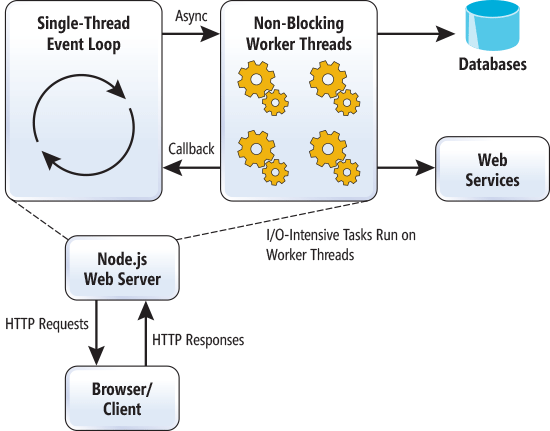 Single-Thread
Event Loop
Async
Non-Blocking
Worker Threads
Databases
Callback
Web
Services
I/O-Intensive Tasks Run on
Worker Threads
Node.js
Web Server
HTTP Requests
HTTP Responses
Browser/
Client